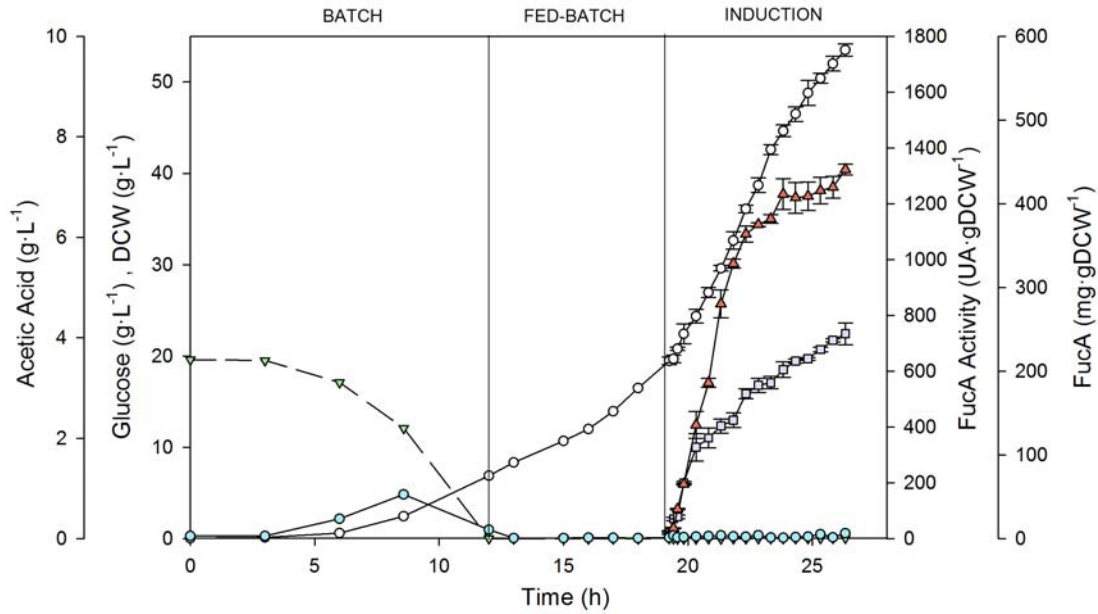 BATCH FED-BATCH INDUCTION
10 50 1800 600
8 40 1600 500
6 30 1400 400
4 20 1200 300
2 10 1000 200
0 0 800 100
600 0
400
200
0
0 5 10 15 20 25
Time (h)
Acetic Acid (g·L⁻¹)
Glucose (g·L⁻¹) , DCW (g·L⁻¹)
FucA Activity (UA·gDCW⁻¹)
FucA (mg·gDCW⁻¹)